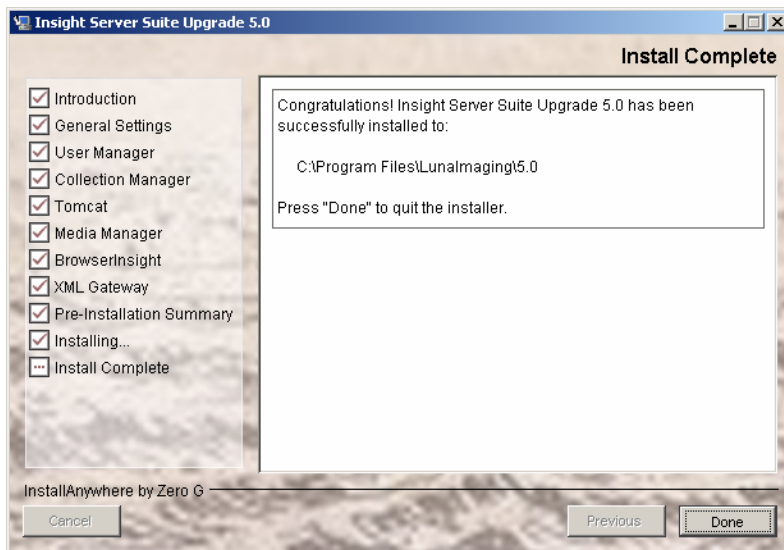 Insight Server Suite Upgrade 5.0
Install Complete
Introduction
General Settings
User Manager
Collection Manager
Tomcat
Media Manager
BrowserInsight
XML Gateway
Pre-Installation Summary
Installing...
Install Complete
Congratulations! Insight Server Suite Upgrade 5.0 has been
successfully installed to:
C:\Program Files\LunaImaging\5.0
Press "Done" to quit the installer.
InstallAnywhere by Zero G
Cancel
Previous
Done